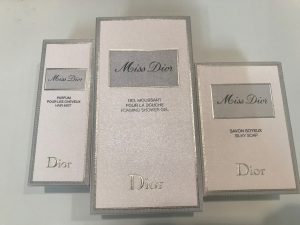 Miss Dior
PARFUM
POUR LES CHEVEUX
HAIR MIST
Dior
Miss Dior
GEL MOUSSANT
POUR LA DOUCHE
FOAMING SHOWER GEL
Dior
Miss Dior
SAVON SOYEUX
SILKY SOAP
Dior